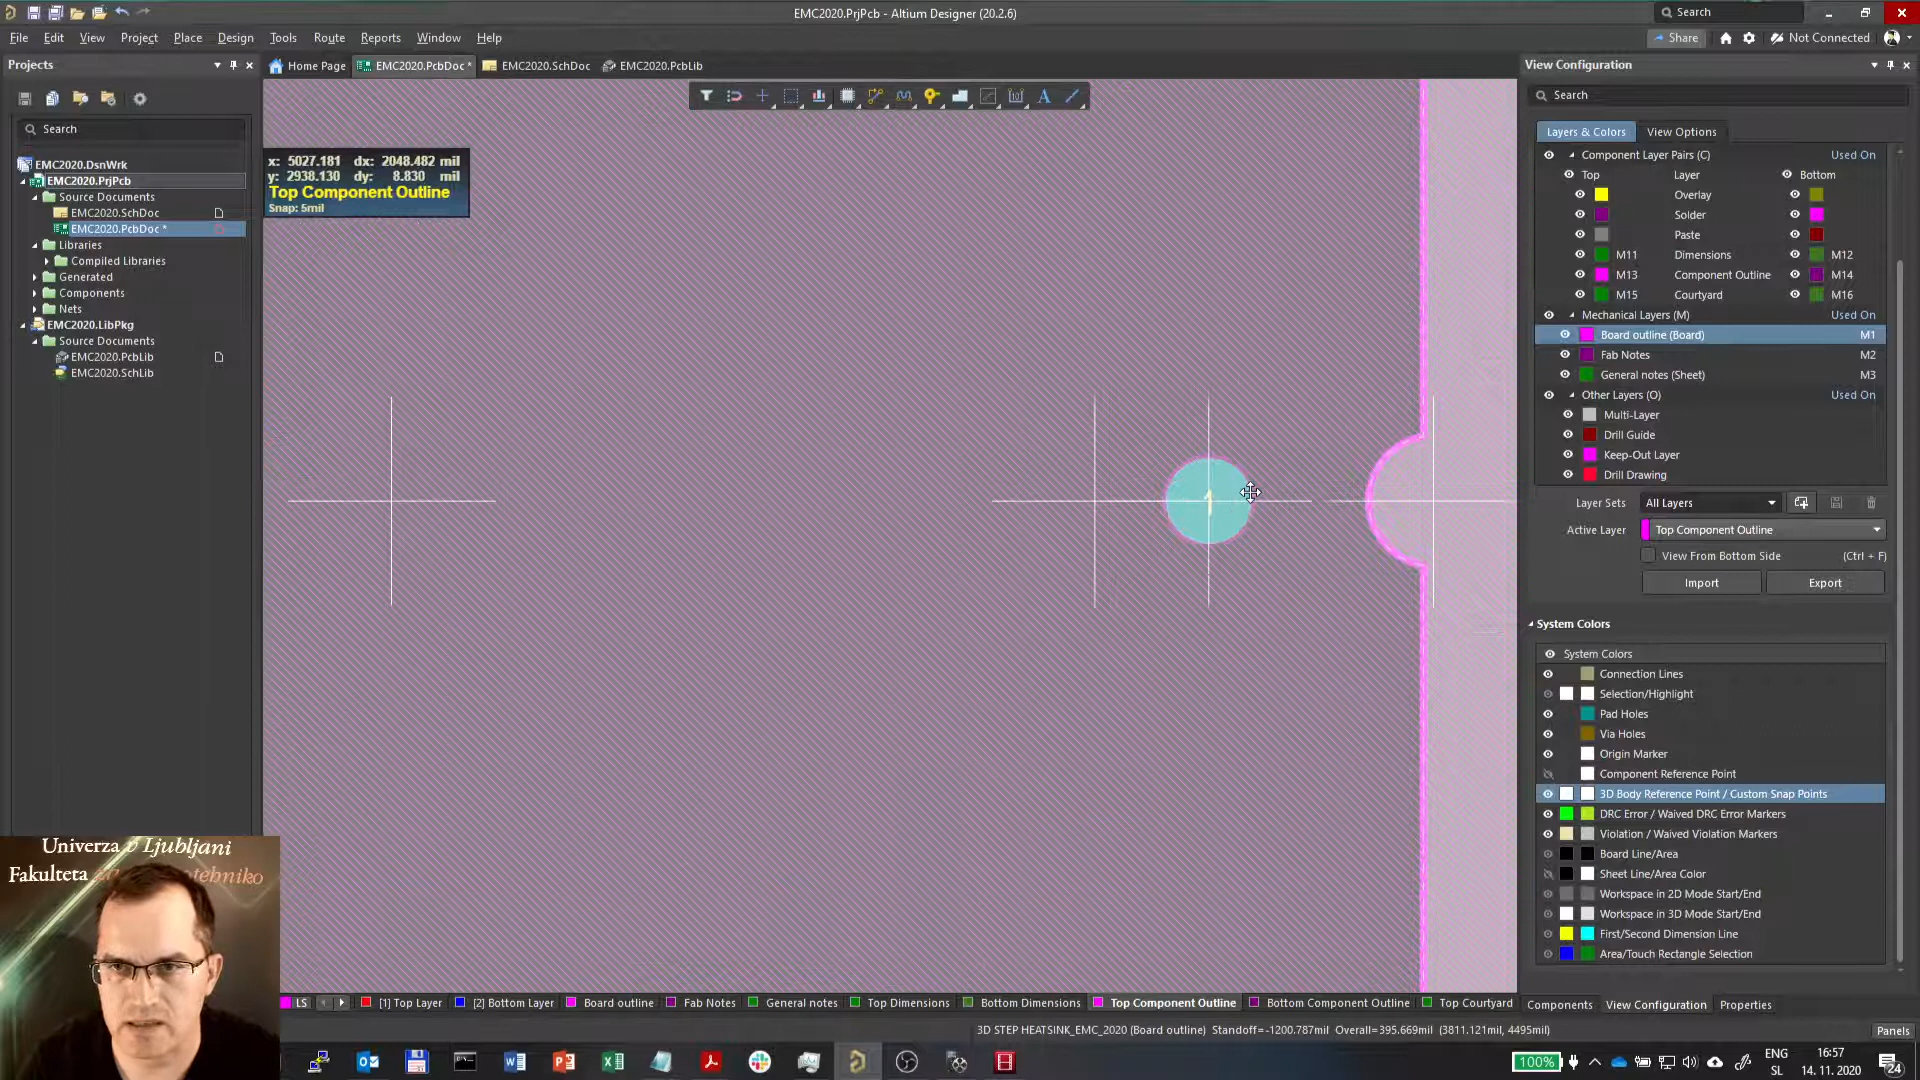 EMC2020.PrjPcb - Altium Designer (20.2.6)
Search
File Edit View Project Place Design Tools Route Reports Window Help
Share Not Connected
Projects
Home Page EMC2020.PcbDoc * EMC2020.SchDoc EMC2020.PcbLib
View Configuration
Search
Search
Layers & Colors View Options
Component Layer Pairs (C) Used On
Top Layer Bottom
Overlay
Solder
Paste
M11 Dimensions M12
M13 Component Outline M14
M15 Courtyard M16
Mechanical Layers (M) Used On
Board outline (Board) M1
Fab Notes M2
General notes (Sheet) M3
Other Layers (O) Used On
Multi-Layer
Drill Guide
Keep-Out Layer
Drill Drawing
Layer Sets All Layers
Active Layer Top Component Outline
View From Bottom Side (Ctrl + F)
Import Export
System Colors
System Colors
Connection Lines
Selection/Highlight
Pad Holes
Via Holes
Origin Marker
Component Reference Point
3D Body Reference Point / Custom Snap Points
DRC Error / Waived DRC Error Markers
Violation / Waived Violation Markers
Board Line/Area
Sheet Line/Area Color
Workspace in 2D Mode Start/End
Workspace in 3D Mode Start/End
First/Second Dimension Line
Area/Touch Rectangle Selection
Components View Configuration Properties
EMC2020.DsnWrk
EMC2020.PrjPcb
Source Documents
EMC2020.SchDoc
EMC2020.PcbDoc *
Libraries
Compiled Libraries
Generated
Components
Nets
EMC2020.LibPkg
Source Documents
EMC2020.PcbLib
EMC2020.SchLib
x: 5027.181 dx: 2048.482 mil
y: 2938.130 dy: 8.830 mil
Top Component Outline
Snap: 5mil
1
Univerza v Ljubljani
Fakulteta
LS [1] Top Layer [2] Bottom Layer Board outline Fab Notes General notes Top Dimensions Bottom Dimensions Top Component Outline Bottom Component Outline Top Courtyard
3D STEP HEATSINK_EMC_2020 (Board outline) Standoff=-1200.787mil Overall=395.669mil (3811.121mil, 4495mil)
Panels
100%
ENG
SL
16:57
14. 11. 2020
24